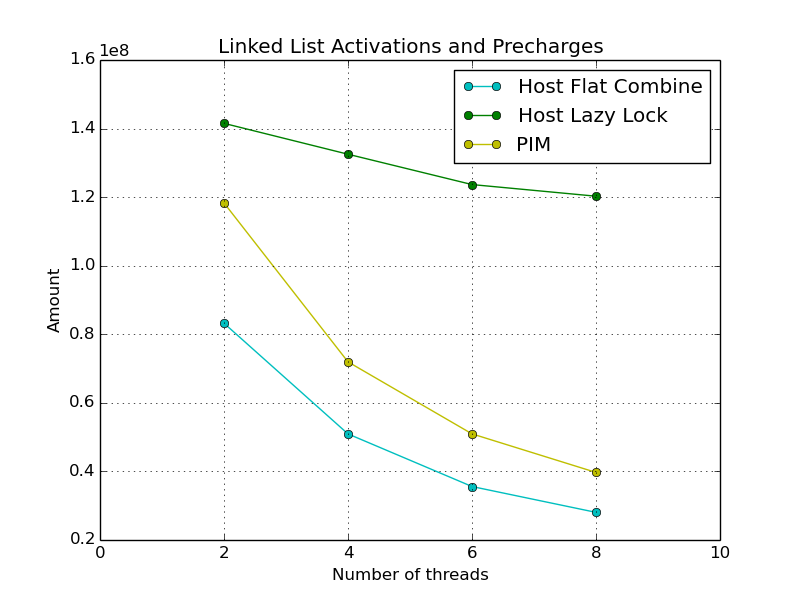 Linked List Activations and Precharges
1e8
1.6
1.4
1.2
1.0
0.8
0.6
0.4
0.2
Amount
Host Flat Combine
Host Lazy Lock
PIM
0 2 4 6 8 10
Number of threads